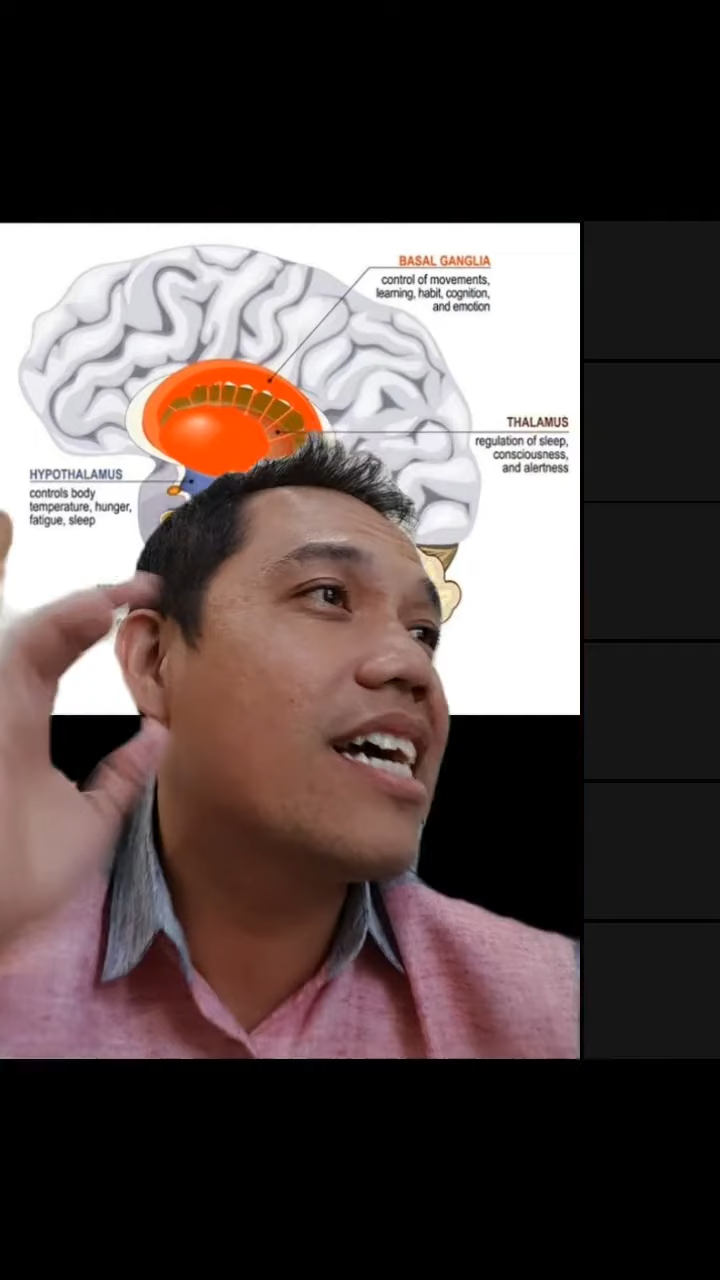 BASAL GANGLIA
control of movements,
learning, habit, cognition,
and emotion
THALAMUS
regulation of sleep,
consciousness,
and alertness
HYPOTHALAMUS
controls body
temperature, hunger,
fatigue, sleep